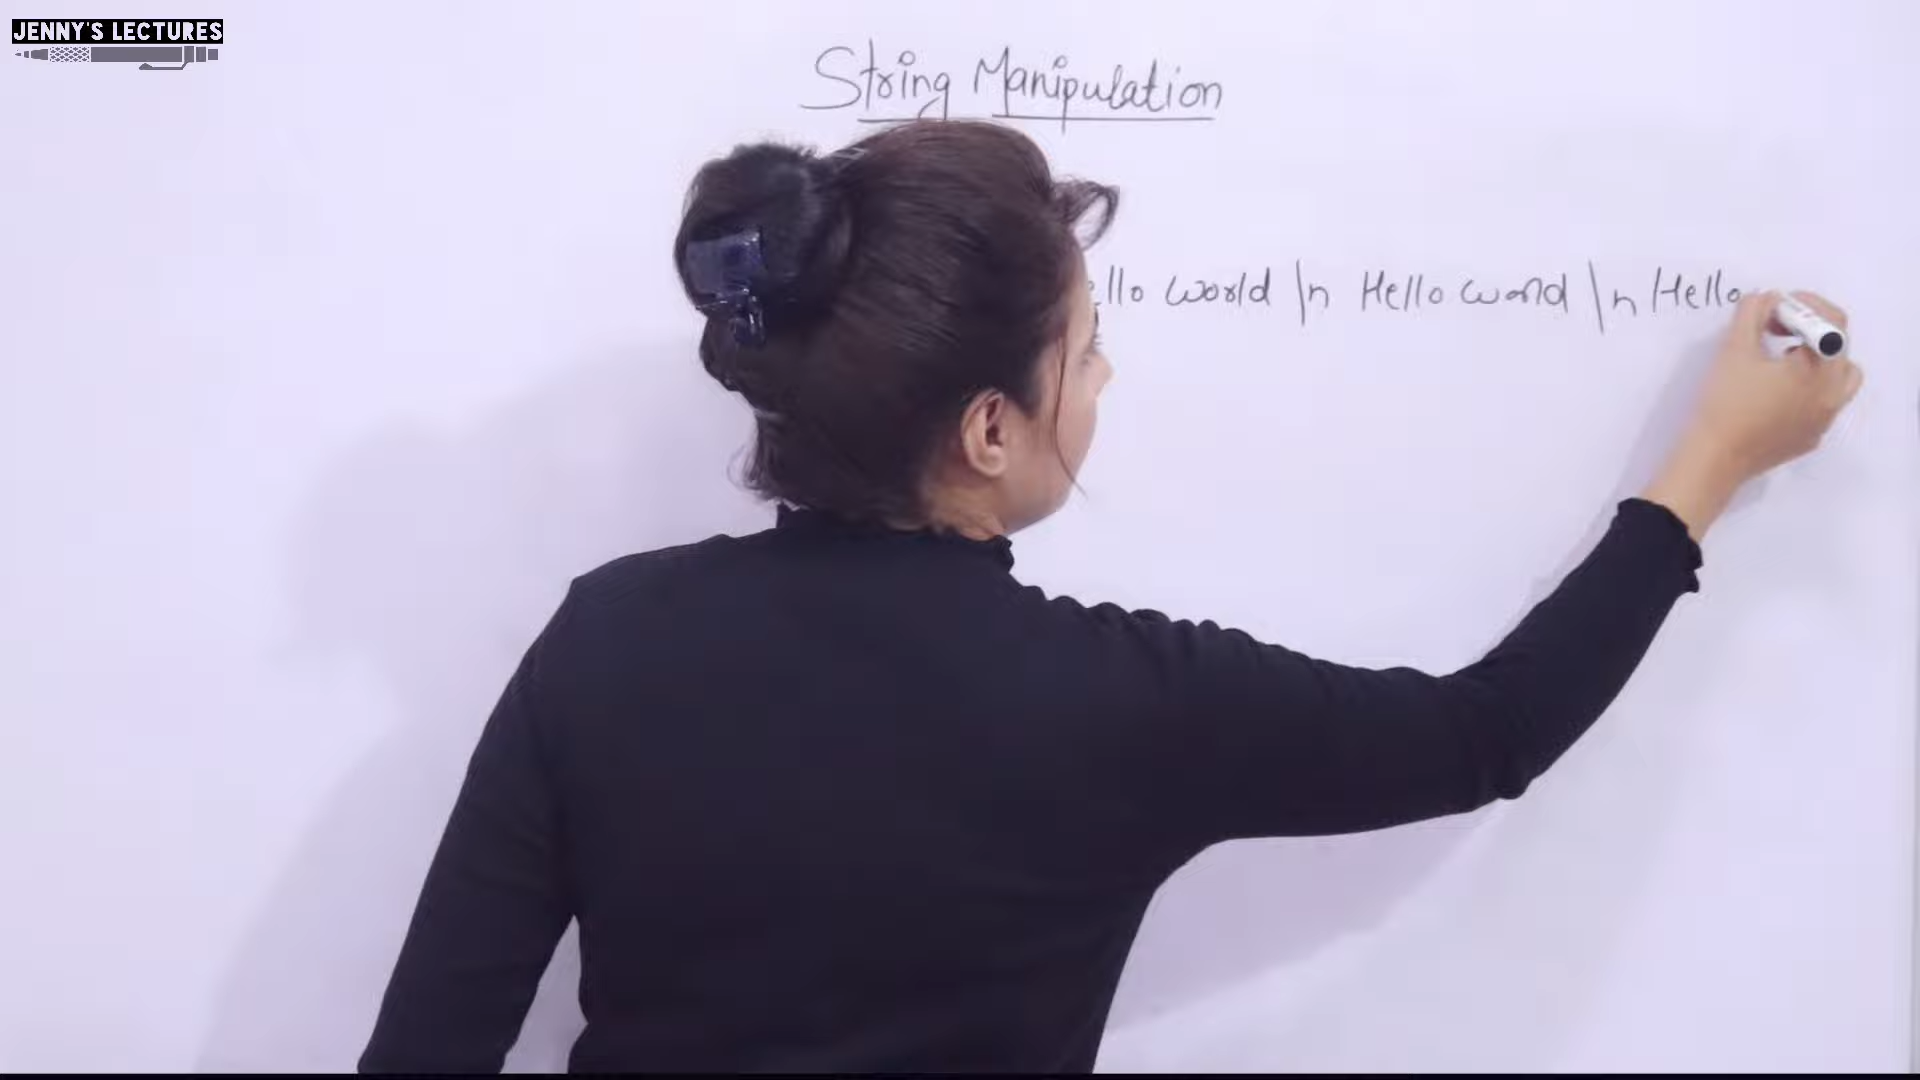 JENNY'S LECTURES
String Manipulation
ello world \n Hello world \n Hello